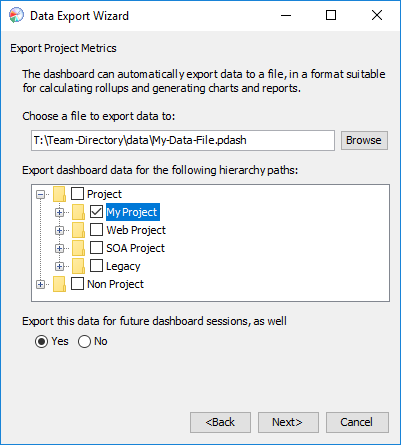 Data Export Wizard
Export Project Metrics
The dashboard can automatically export data to a file, in a format suitable
for calculating rollups and generating charts and reports.
Choose a file to export data to:
T:\Team-Directory\data\My-Data-File.pdash
Browse
Export dashboard data for the following hierarchy paths:
Project
My Project
Web Project
SOA Project
Legacy
Non Project
Export this data for future dashboard sessions, as well
Yes No
<Back Next> Cancel